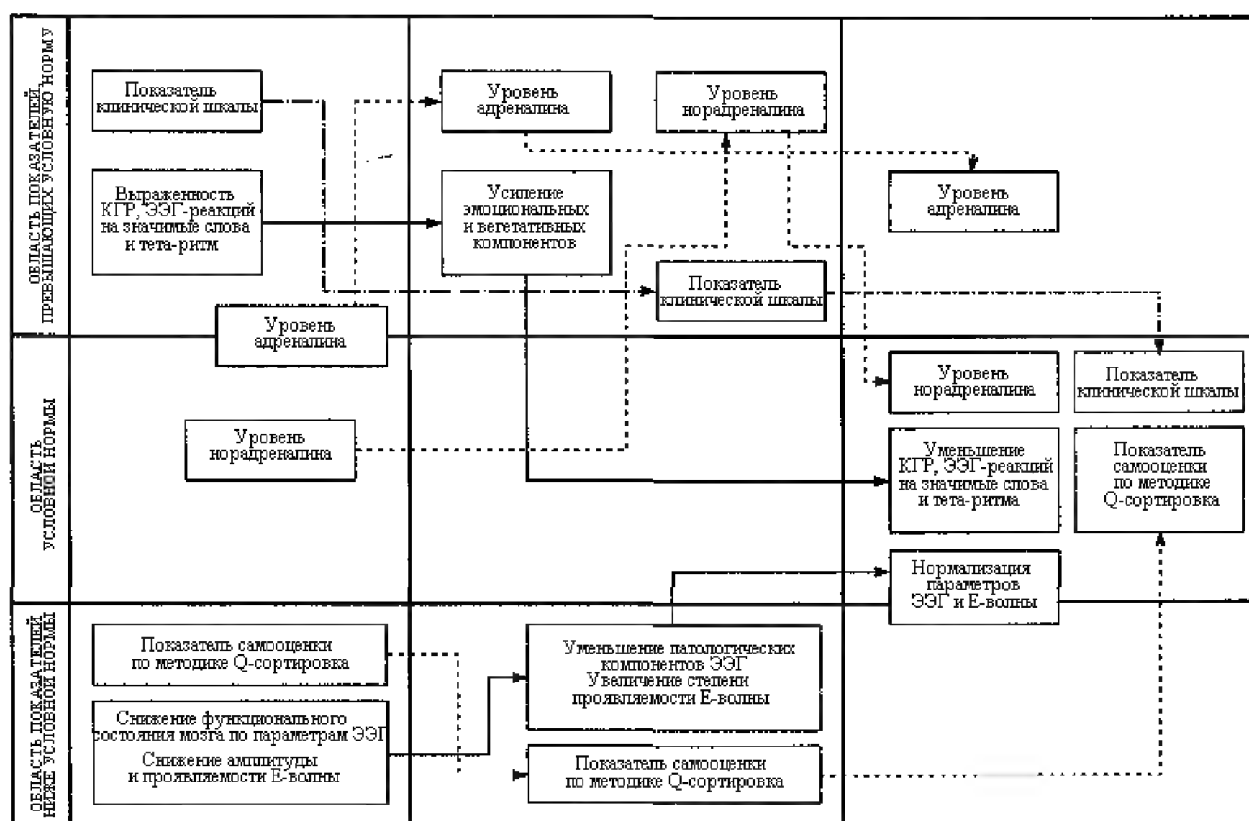 ОБЛАСТЬ ПОКАЗАТЕЛЕЙ,
ПРЕВЫШАЮЩИХ УСЛОВНУЮ НОРМУ
Показатель
клинической шкалы
Выраженность
КГР, ЭЭГ-реакций
на значимые слова
и тета-ритм
Уровень
адреналина
Уровень
адреналина
Уровень
норадреналина
Усиление
эмоциональных
и вегетативных
компонентов
Показатель
клинической шкалы
Уровень
адреналина
ОБЛАСТЬ
УСЛОВНОЙ НОРМЫ
Уровень
норадреналина
Уровень
норадреналина
Показатель
клинической шкалы
Уменьшение
КГР, ЭЭГ-реакций
на значимые слова
и тета-ритма
Показатель
самооценки
по методике
Q-сортировка
Нормализация
параметров
ЭЭГ и Е-волны
ОБЛАСТЬ ПОКАЗАТЕЛЕЙ
НИЖЕ УСЛОВНОЙ НОРМЫ
Показатель самооценки
по методике Q-сортировка
Снижение функционального
состояния мозга по параметрам ЭЭГ
Снижение амплитуды
и проявляемости Е-волны
Уменьшение патологических
компонентов ЭЭГ
Увеличение степени
проявляемости Е-волны
Показатель самооценки
по методике Q-сортировка